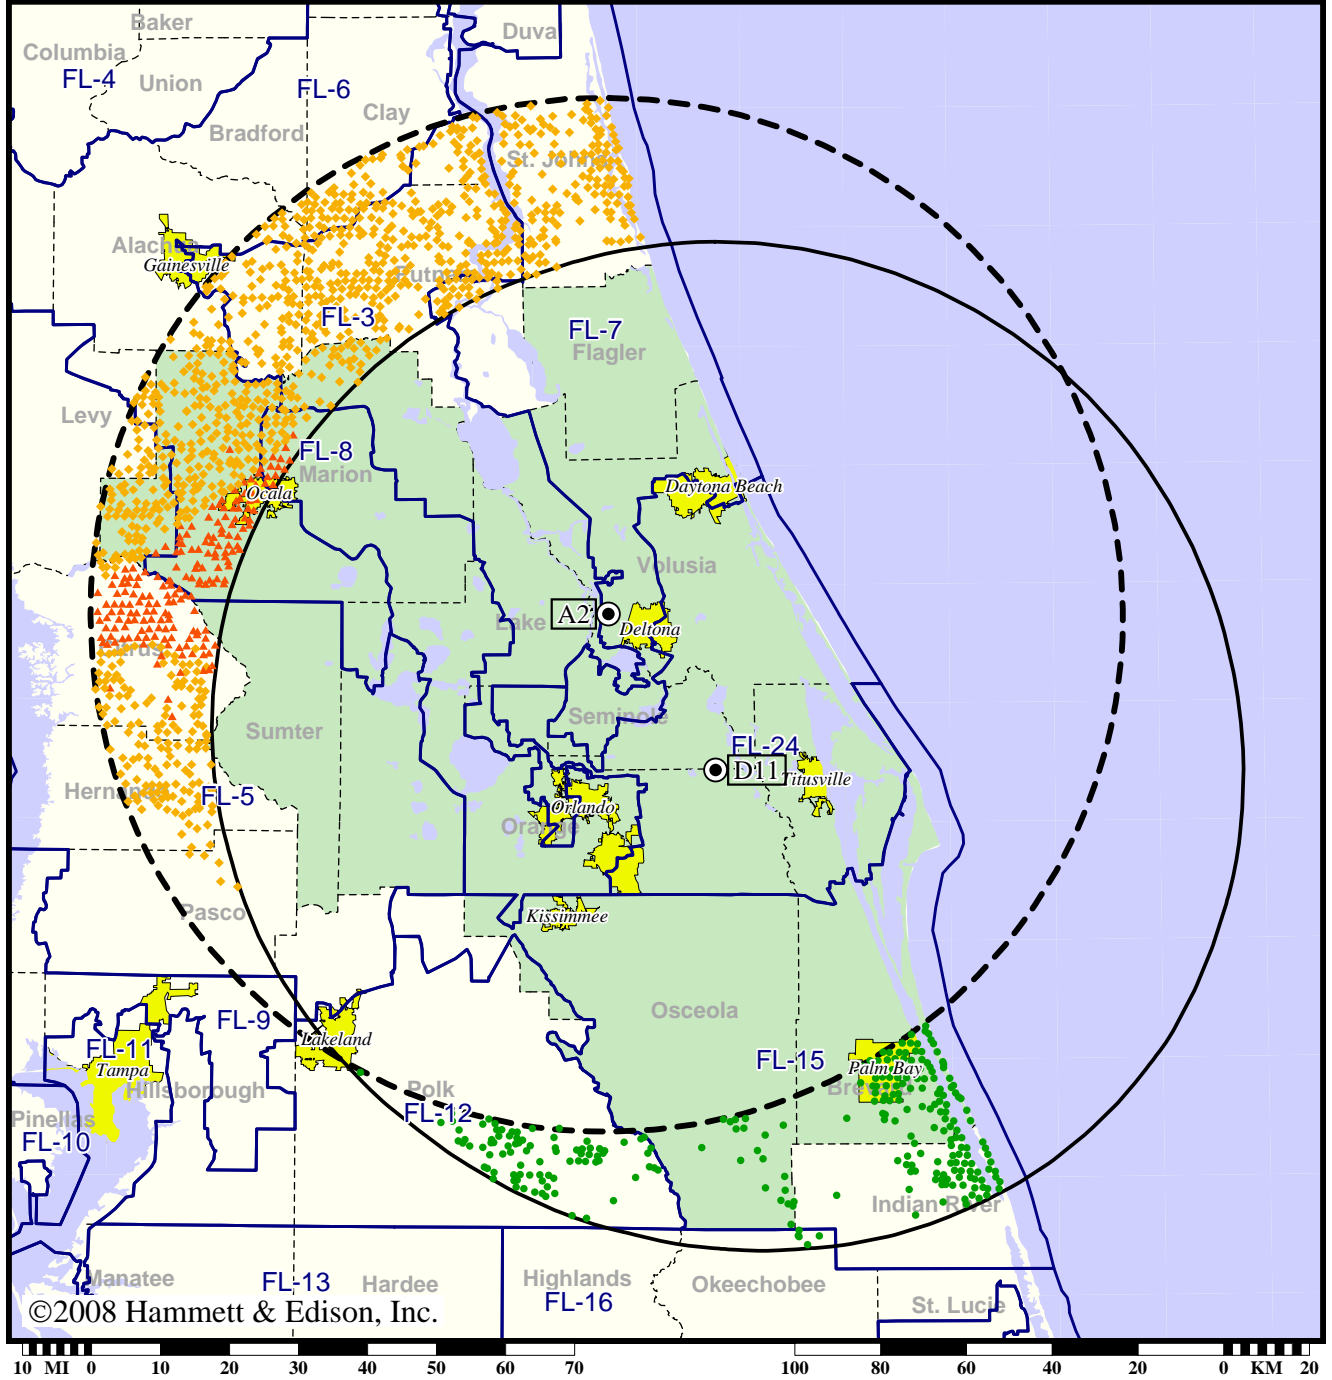 Baker
Duva
Columbia
FL-4
Union
FL-6
Clay
Bradford
St. Johns
Alachua
Gainesville
Putnam
FL-3
FL-7
Flagler
Levy
FL-8
Marion
Ocala
Daytona Beach
Volusia
A2
Lake
Deltona
Citrus
Seminole
Sumter
FL-24
D11
Titusville
Hernando
FL-5
Orlando
Orange
Pasco
Kissimmee
Osceola
FL-9
Lakeland
FL-11
Tampa
FL-15
Palm Bay
Brevard
Hillsborough
Polk
Pinellas
FL-12
FL-10
Indian River
Manatee
FL-13
Hardee
Highlands
FL-16
Okeechobee
St. Lucie
©2008 Hammett & Edison, Inc.
10 MI 0 10 20 30 40 50 60 70 100 80 60 40 20 0 KM 20